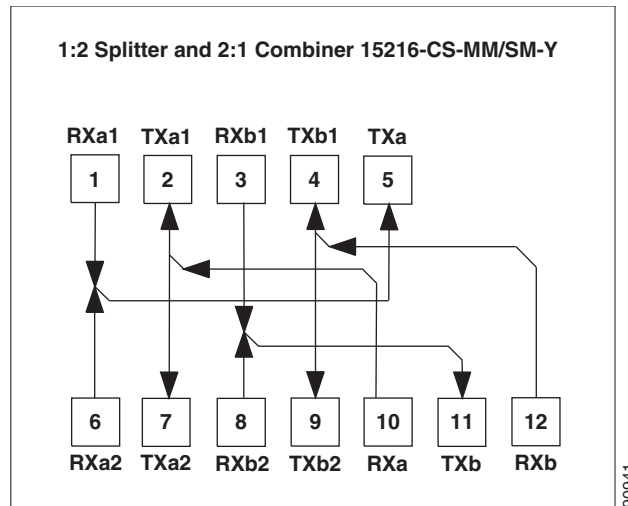 1:2 Splitter and 2:1 Combiner 15216-CS-MM/SM-Y
RXa1 TXa1 RXb1 TXb1 TXa
1 2 3 4 5
6 7 8 9 10 11 12
RXa2 TXa2 RXb2 TXb2 RXa TXb RXb